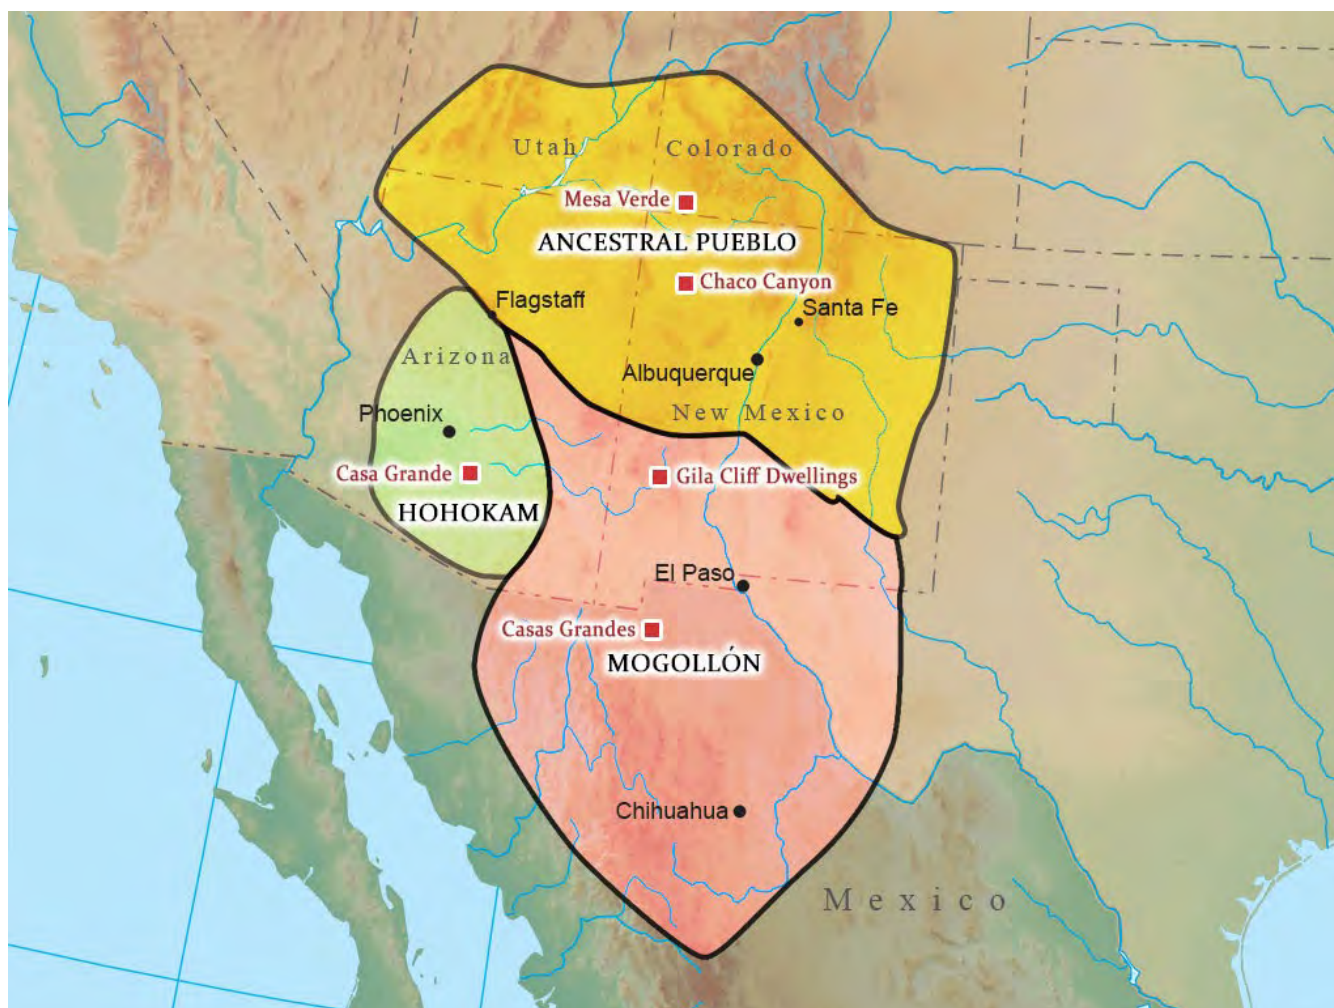 Utah
Colorado
Mesa Verde
ANCESTRAL PUEBLO
Chaco Canyon
Flagstaff
Santa Fe
Arizona
Albuquerque
New Mexico
Phoenix
Casa Grande
Gila Cliff Dwellings
HOHOKAM
El Paso
Casas Grandes
MOGOLLÓN
Chihuahua
Mexico